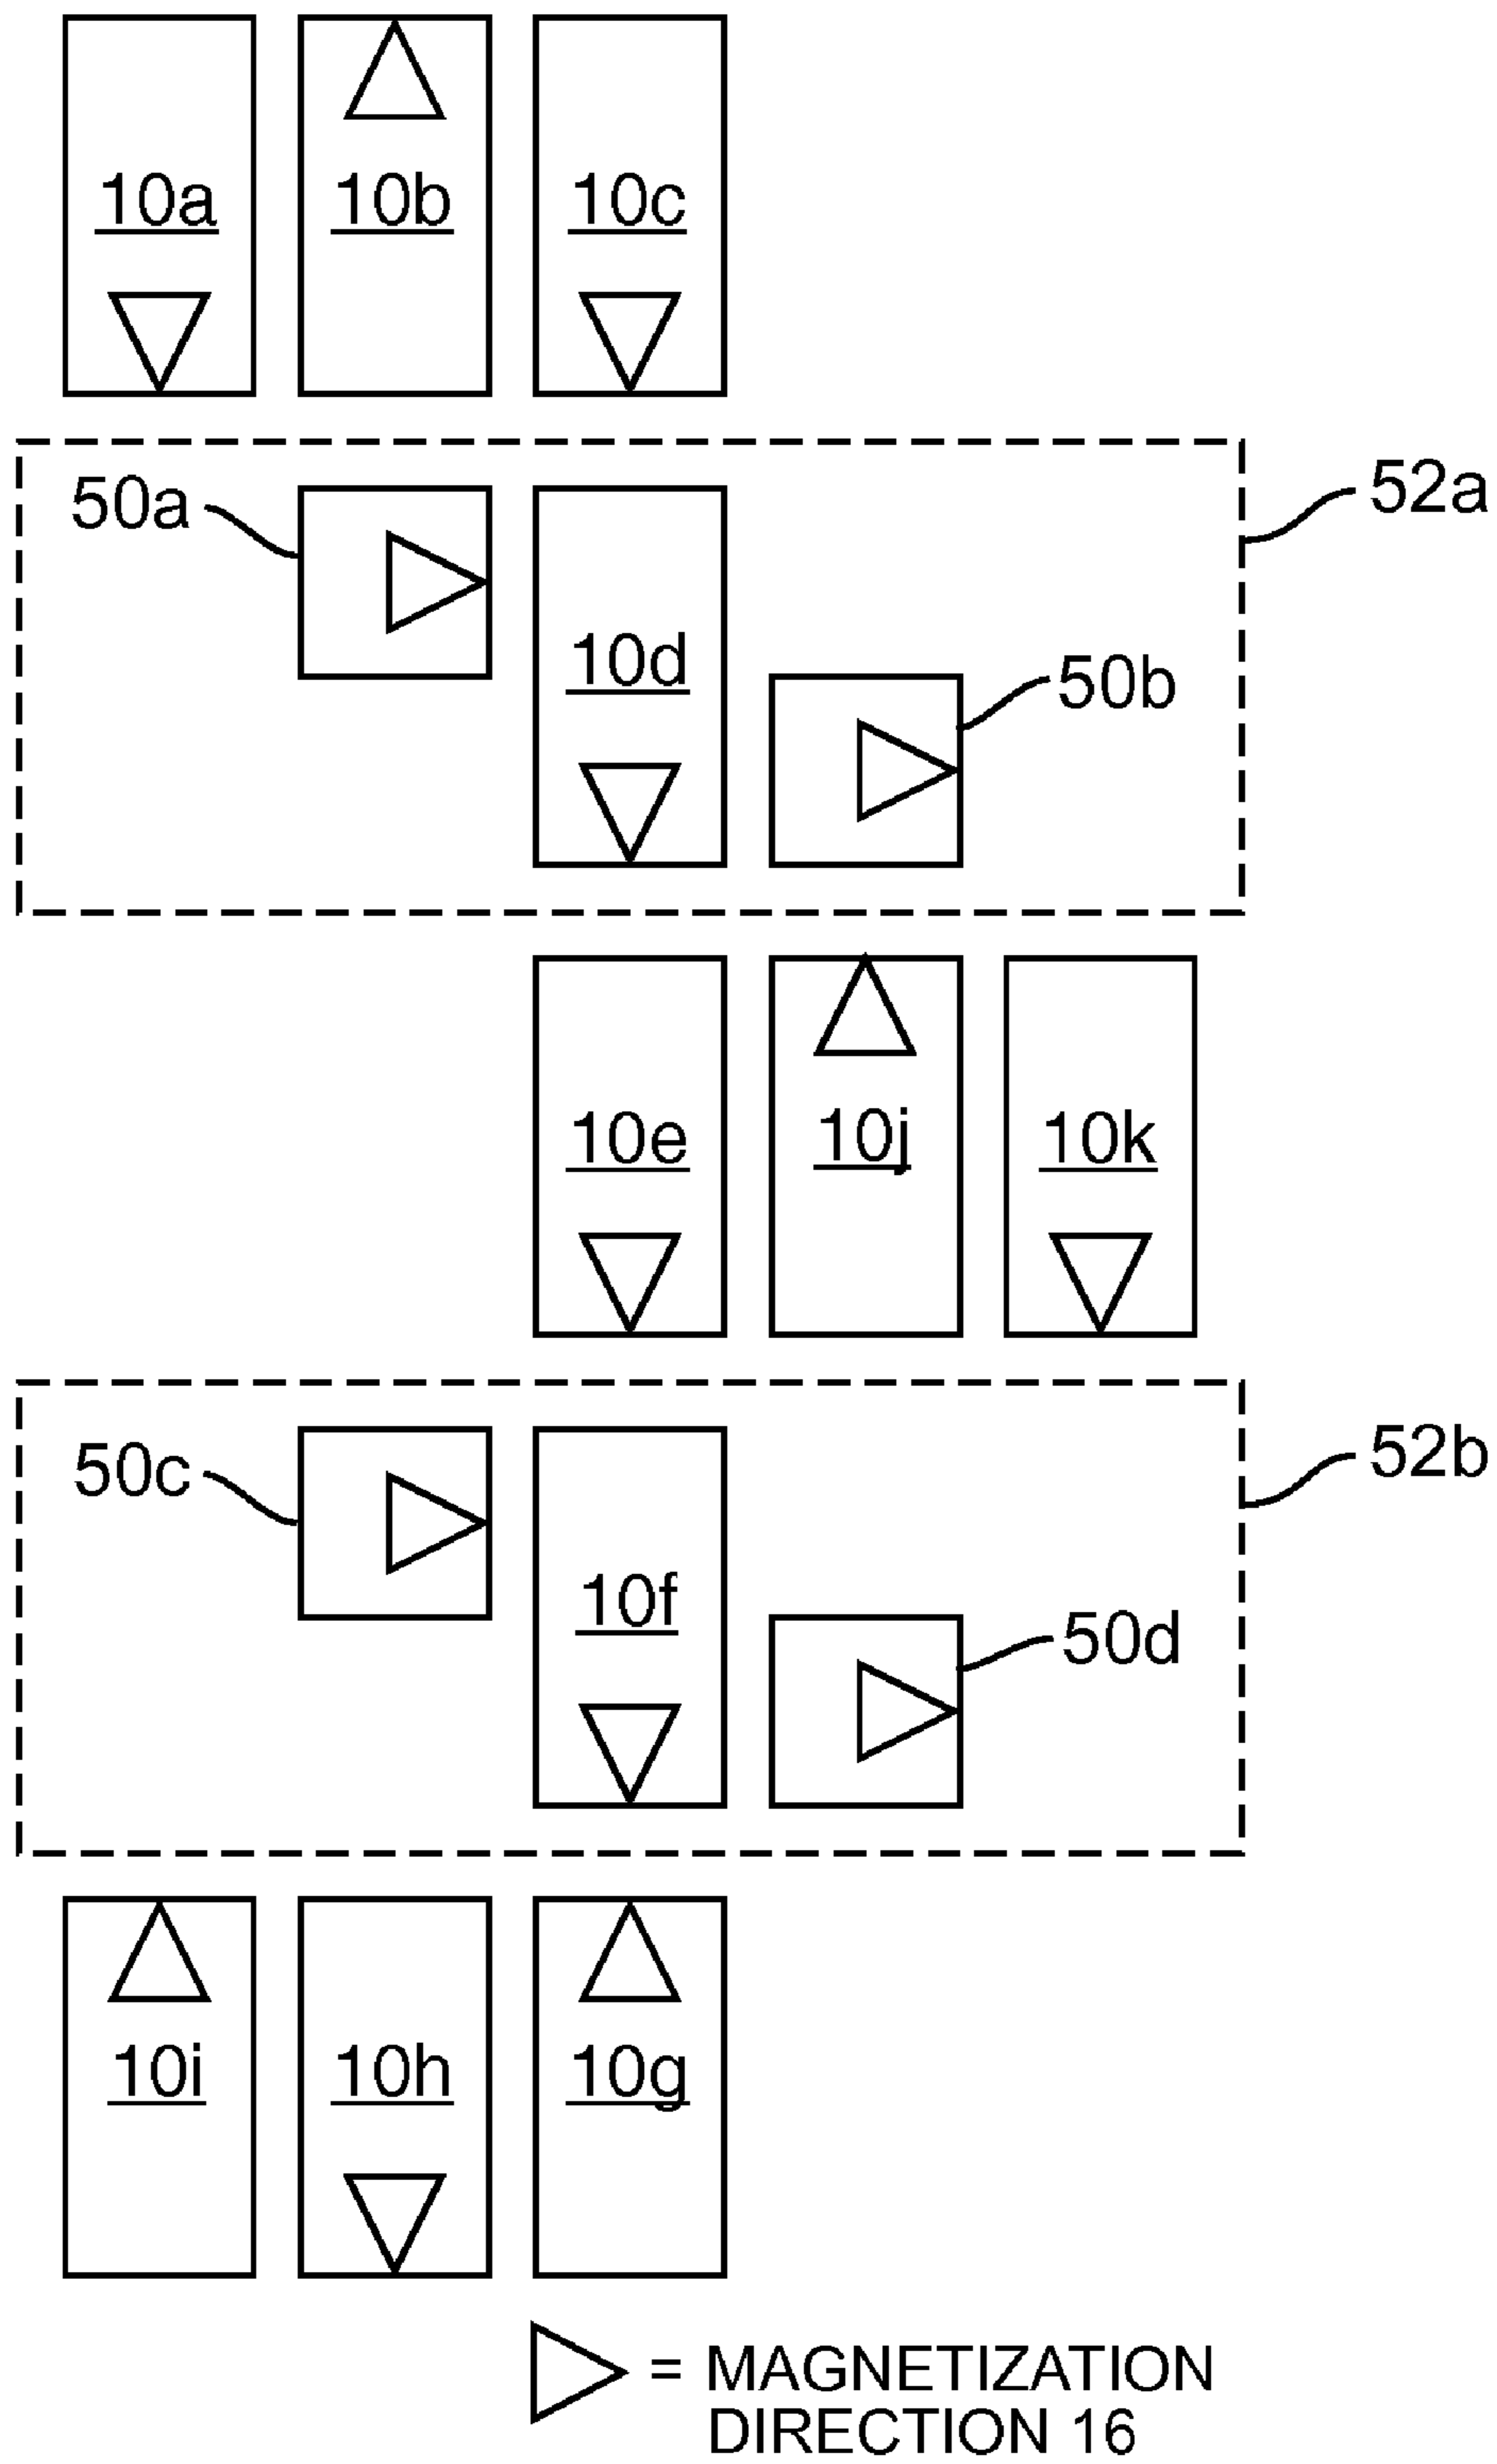 10a 10b 10c
50a 52a
10d 50b
10e 10j 10k
50c 52b
10f 50d
10i 10h 10g
= MAGNETIZATION
DIRECTION 16